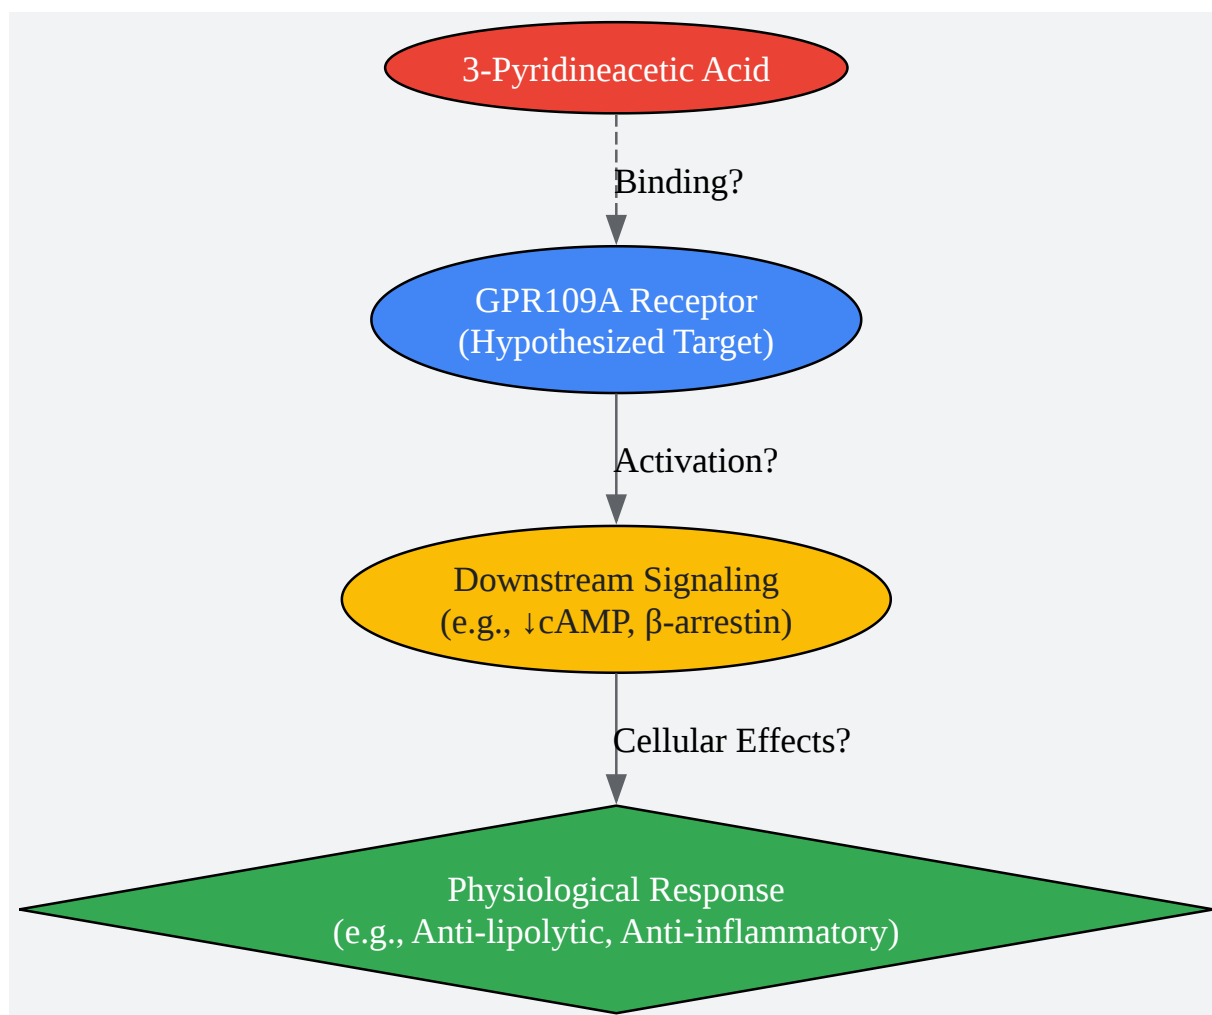 3-Pyridineacetic Acid
Binding?
GPR109A Receptor
(Hypothesized Target)
Activation?
Downstream Signaling
(e.g., ↓cAMP, β-arrestin)
Cellular Effects?
Physiological Response
(e.g., Anti-lipolytic, Anti-inflammatory)